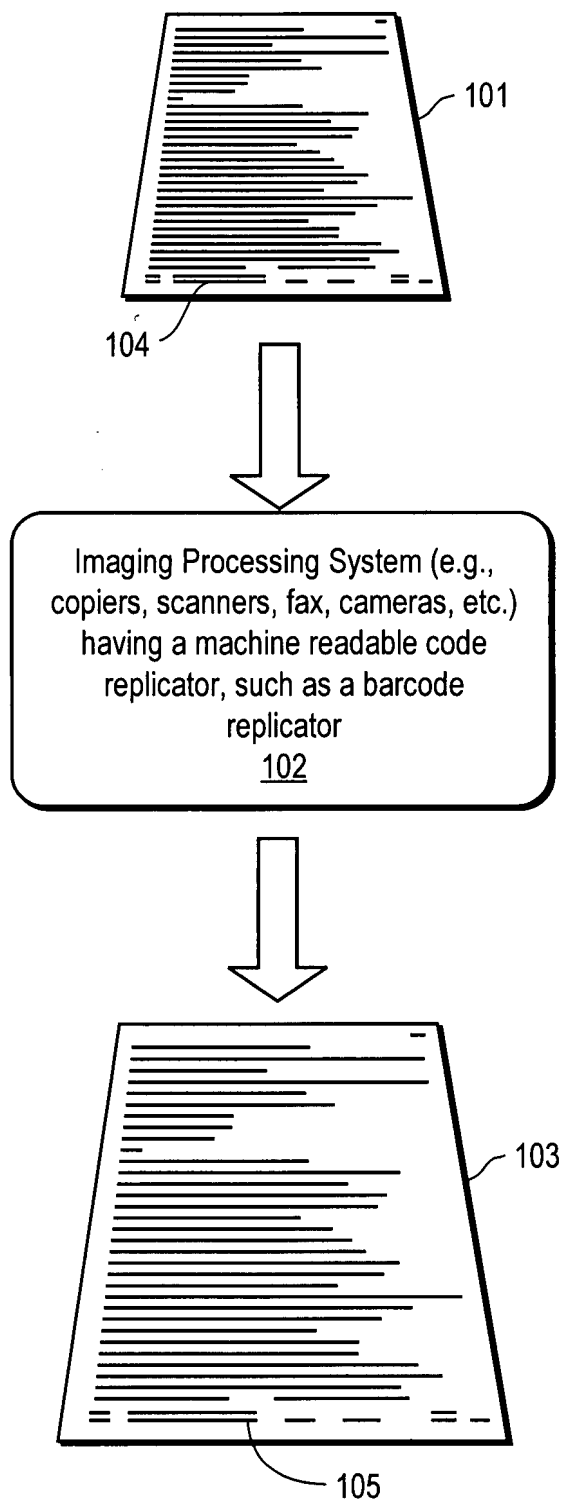 101
104
Imaging Processing System (e.g.,
copiers, scanners, fax, cameras, etc.)
having a machine readable code
replicator, such as a barcode
replicator
102
103
105